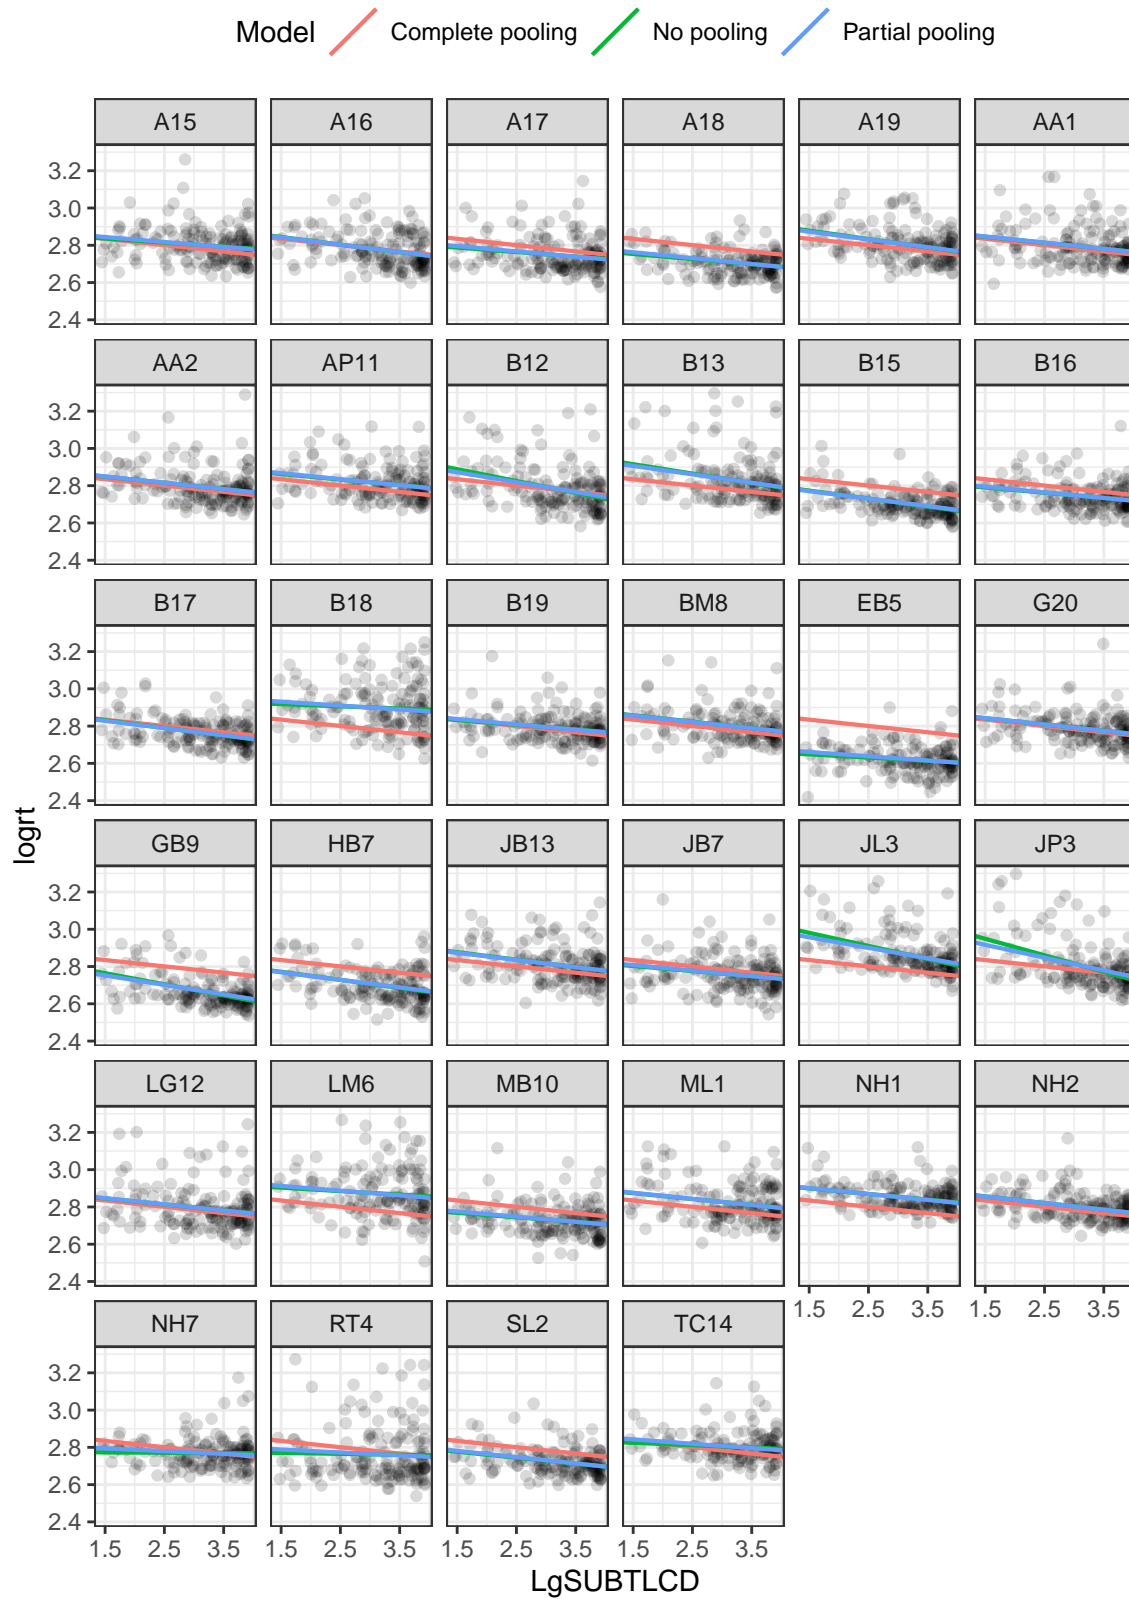 Model Complete pooling No pooling Partial pooling
A15 A16 A17 A18 A19 AA1
3.2
3.0
2.8
2.6
2.4
AA2 AP11 B12 B13 B15 B16
3.2
3.0
2.8
2.6
2.4
B17 B18 B19 BM8 EB5 G20
3.2
3.0
2.8
2.6
2.4
logrt
GB9 HB7 JB13 JB7 JL3 JP3
3.2
3.0
2.8
2.6
2.4
LG12 LM6 MB10 ML1 NH1 NH2
3.2
3.0
2.8
2.6
2.4
1.5 2.5 3.5 1.5 2.5 3.5
NH7 RT4 SL2 TC14
3.2
3.0
2.8
2.6
2.4
1.5 2.5 3.5 1.5 2.5 3.5 1.5 2.5 3.5 1.5 2.5 3.5
LgSUBTLCD